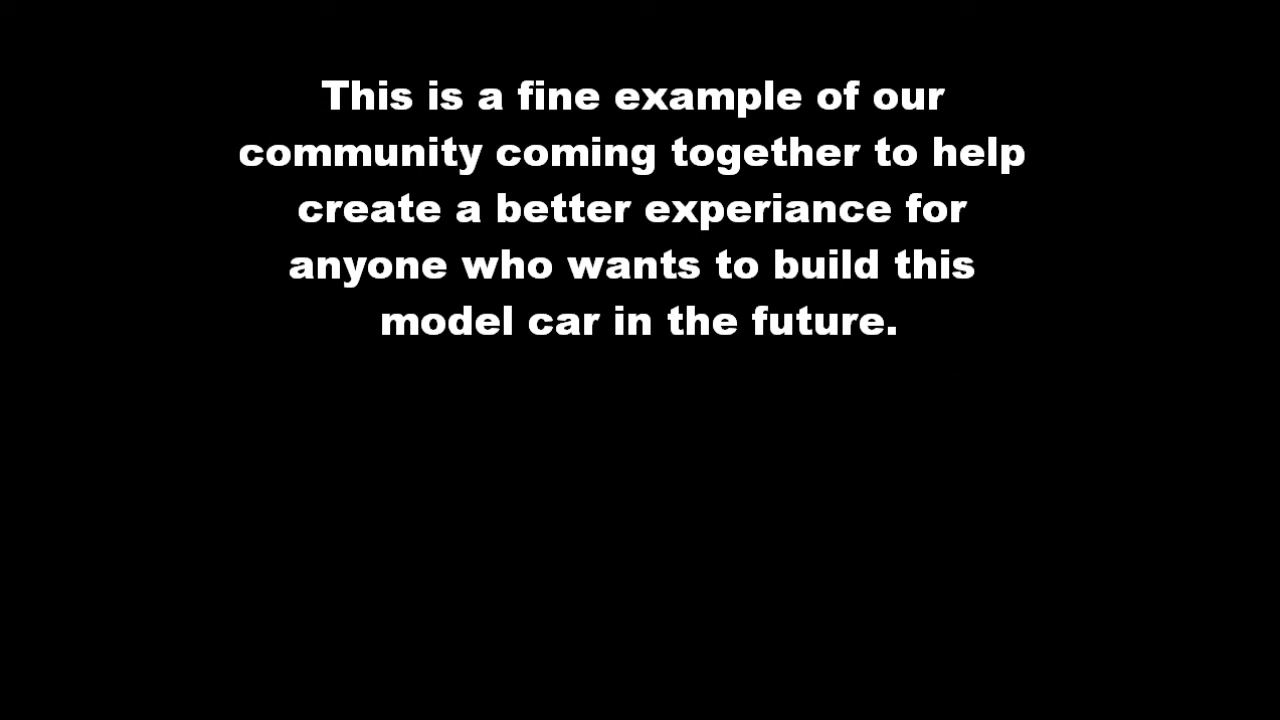 This is a fine example of our
community coming together to help
create a better experiance for
anyone who wants to build this
model car in the future.